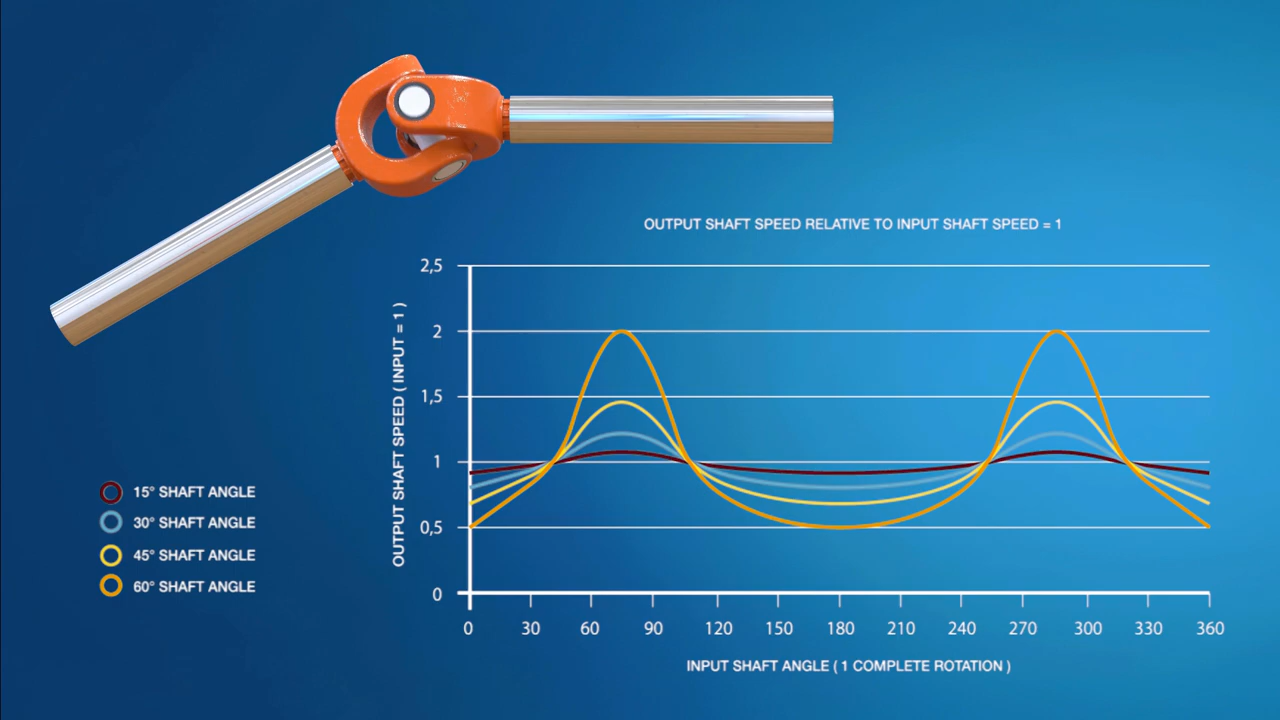 OUTPUT SHAFT SPEED RELATIVE TO INPUT SHAFT SPEED = 1
OUTPUT SHAFT SPEED ( INPUT = 1 )
2,5
2
1,5
1
0,5
0
0 30 60 90 120 150 180 210 240 270 300 330 360
INPUT SHAFT ANGLE ( 1 COMPLETE ROTATION )
15° SHAFT ANGLE
30° SHAFT ANGLE
45° SHAFT ANGLE
60° SHAFT ANGLE